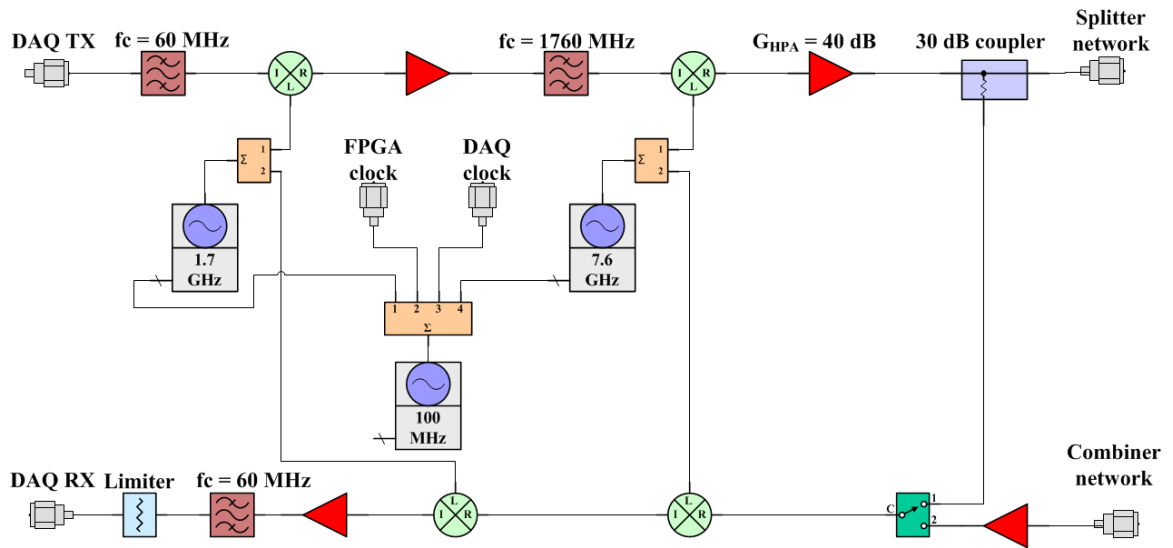 DAQ TX
fc = 60 MHz
fc = 1760 MHz
G_HPA = 40 dB
30 dB coupler
Splitter
network
I
R
L
I
R
L
Σ
1
2
FPGA
clock
DAQ
clock
Σ
1
2
1.7
GHz
7.6
GHz
1
2
3
4
Σ
100
MHz
DAQ RX
Limiter
fc = 60 MHz
L
I
R
L
I
R
C
1
2
Combiner
network